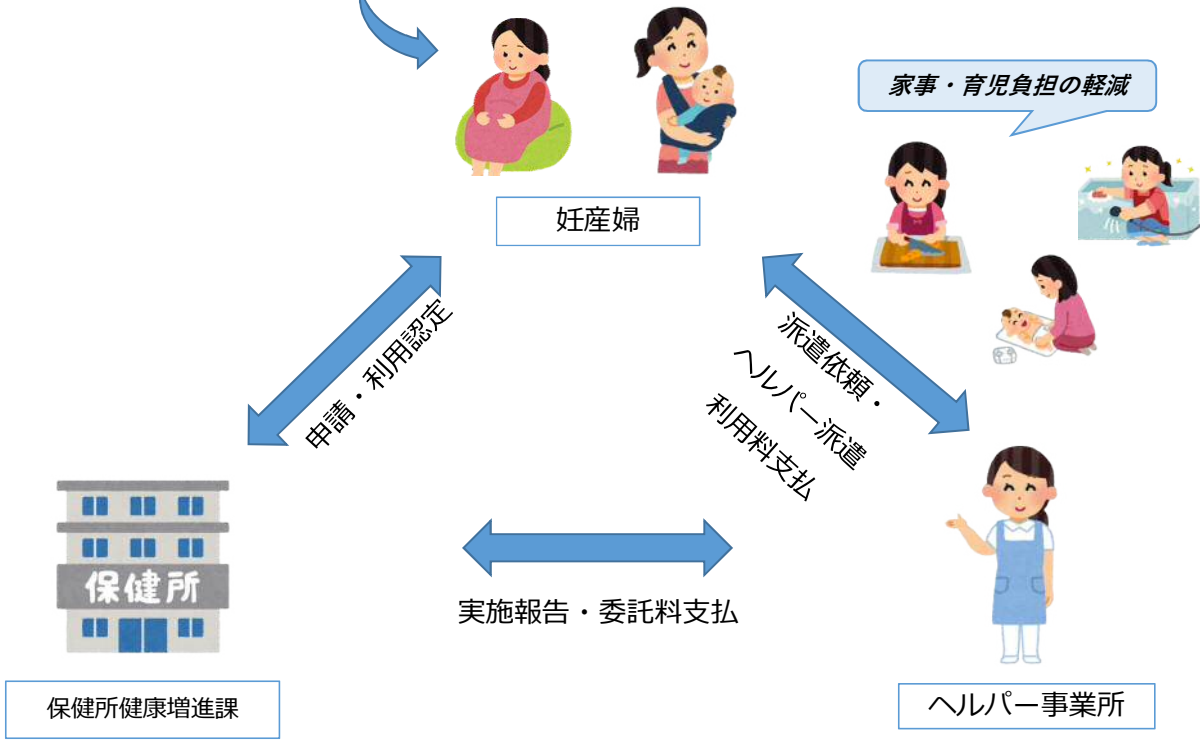 家事・育児負担の軽減
妊産婦
申請・利用認定
派遣依頼・
ヘルパー派遣
利用料支払
保健所
実施報告・委託料支払
保健所健康増進課
ヘルパー事業所